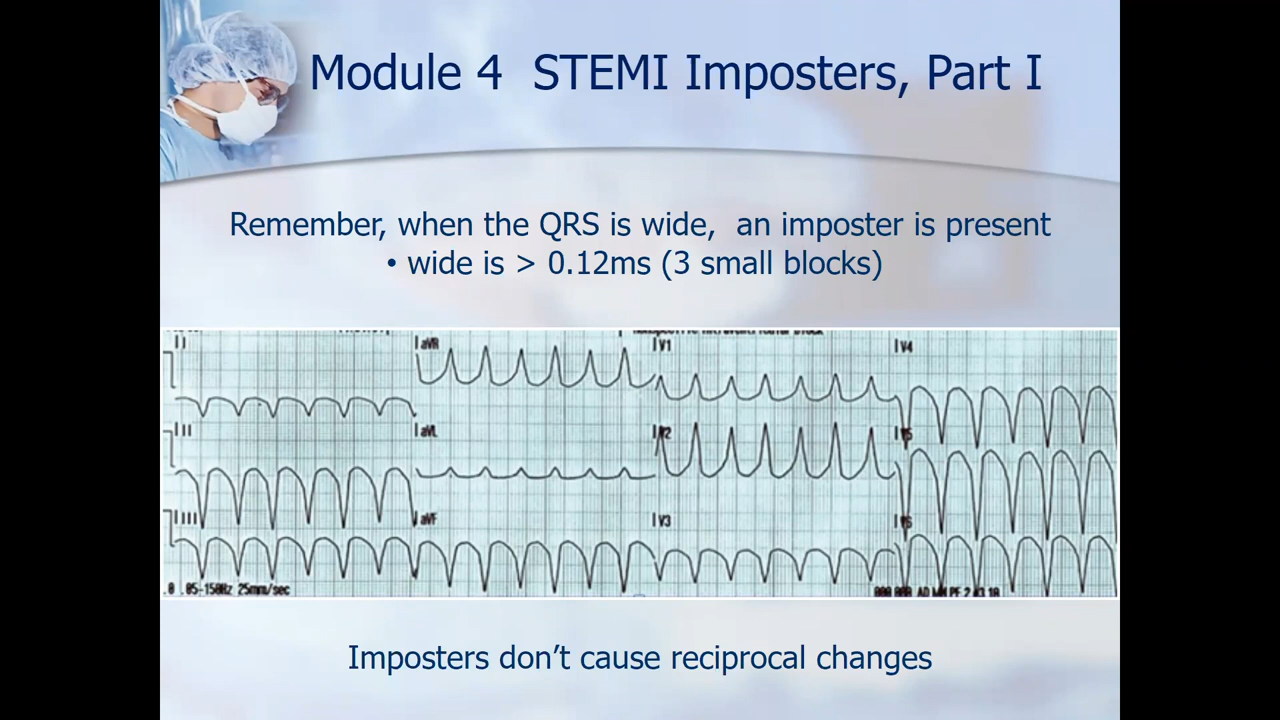 Module 4 STEMI Imposters, Part I
Remember, when the QRS is wide, an imposter is present
• wide is > 0.12ms (3 small blocks)
I
aVR
V1
V4
II
aVL
V2
V5
III
aVF
V3
V6
.05-150Hz 25mm/sec
Imposters don't cause reciprocal changes